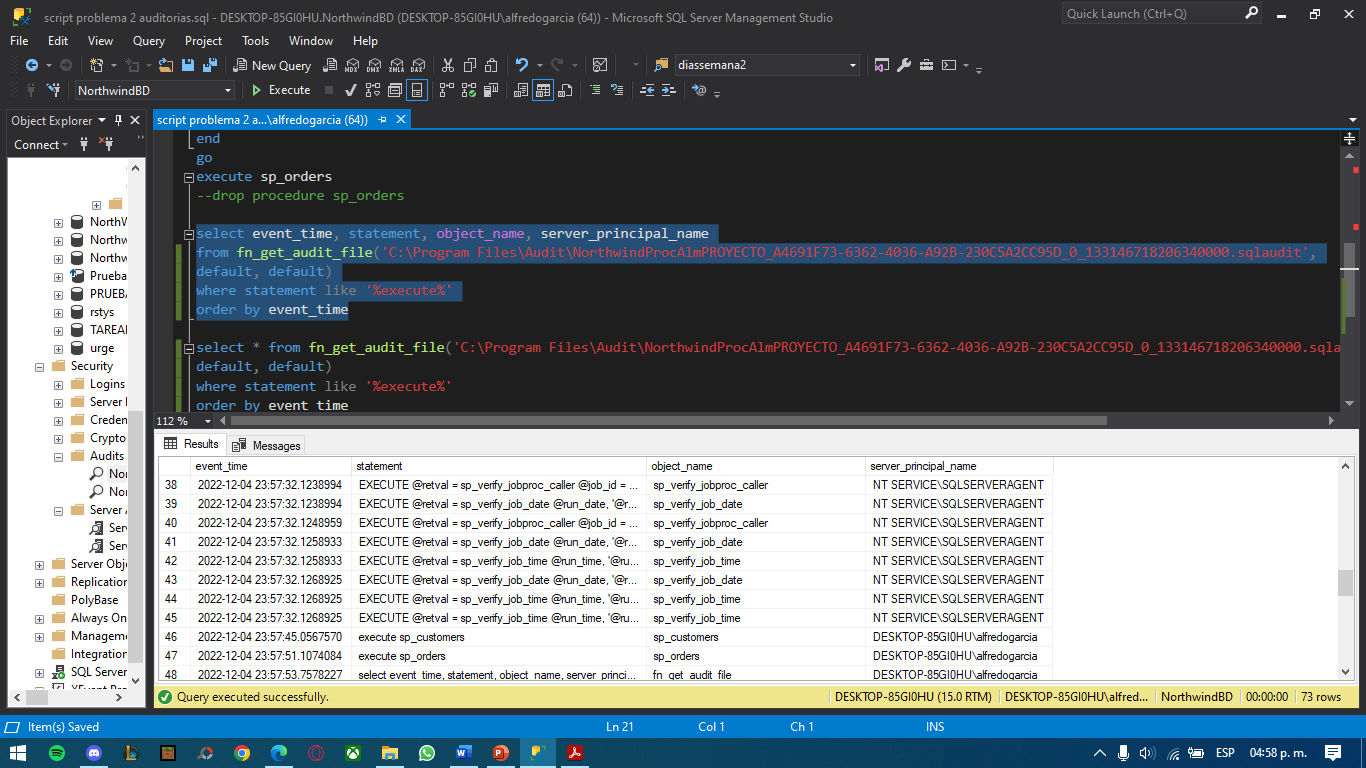 script problema 2 auditorias.sql - DESKTOP-85GI0HU.NorthwindBD (DESKTOP-85GI0HU\alfredogarcia (64)) - Microsoft SQL Server Management Studio
Quick Launch (Ctrl+Q)
File Edit View Query Project Tools Window Help
New Query MDX DMX XMLA DAX diassemana2
NorthwindBD Execute
Object Explorer
script problema 2 a...\alfredogarcia (64))
Connect
end
go
execute sp_orders
--drop procedure sp_orders
select event_time, statement, object_name, server_principal_name
from fn_get_audit_file('C:\Program Files\Audit\NorthwindProcAlmPROYECTO_A4691F73-6362-4036-A92B-230C5A2CC95D_0_133146718206340000.sqlaudit',
default, default)
where statement like '%execute%'
order by event_time
select * from fn_get_audit_file('C:\Program Files\Audit\NorthwindProcAlmPROYECTO_A4691F73-6362-4036-A92B-230C5A2CC95D_0_133146718206340000.sqla
default, default)
where statement like '%execute%'
order by event time
NorthW
Northw
Northw
Prueba
PRUEBA
rstys
TAREA
urge
Security
Logins
Server
Creden
Crypto
Audits
Nor
Nor
Server A
Serv
Serv
Server Obj
Replication
PolyBase
Always On
Managem
Integration
SQL Server
XEvent Pro
112 %
Results Messages
event_time statement object_name server_principal_name
38 2022-12-04 23:57:32.1238994 EXECUTE @retval = sp_verify_jobproc_caller @job_id = ... sp_verify_jobproc_caller NT SERVICE\SQLSERVERAGENT
39 2022-12-04 23:57:32.1238994 EXECUTE @retval = sp_verify_job_date @run_date, '@r... sp_verify_job_date NT SERVICE\SQLSERVERAGENT
40 2022-12-04 23:57:32.1248959 EXECUTE @retval = sp_verify_jobproc_caller @job_id = ... sp_verify_jobproc_caller NT SERVICE\SQLSERVERAGENT
41 2022-12-04 23:57:32.1258933 EXECUTE @retval = sp_verify_job_date @run_date, '@r... sp_verify_job_date NT SERVICE\SQLSERVERAGENT
42 2022-12-04 23:57:32.1258933 EXECUTE @retval = sp_verify_job_time @run_time, '@ru... sp_verify_job_time NT SERVICE\SQLSERVERAGENT
43 2022-12-04 23:57:32.1268925 EXECUTE @retval = sp_verify_job_date @run_date, '@r... sp_verify_job_date NT SERVICE\SQLSERVERAGENT
44 2022-12-04 23:57:32.1268925 EXECUTE @retval = sp_verify_job_time @run_time, '@ru... sp_verify_job_time NT SERVICE\SQLSERVERAGENT
45 2022-12-04 23:57:32.1268925 EXECUTE @retval = sp_verify_job_time @run_time, '@ru... sp_verify_job_time NT SERVICE\SQLSERVERAGENT
46 2022-12-04 23:57:45.0567570 execute sp_customers sp_customers DESKTOP-85GI0HU\alfredogarcia
47 2022-12-04 23:57:51.1074084 execute sp_orders sp_orders DESKTOP-85GI0HU\alfredogarcia
48 2022-12-04 23:57:53.7578227 select event_time, statement, object_name, server_princi... fn_get_audit_file DESKTOP-85GI0HU\alfredogarcia
Query executed successfully. DESKTOP-85GI0HU (15.0 RTM) DESKTOP-85GI0HU\alfred... NorthwindBD 00:00:00 73 rows
Item(s) Saved Ln 21 Col 1 Ch 1 INS
ESP 04:58 p. m.